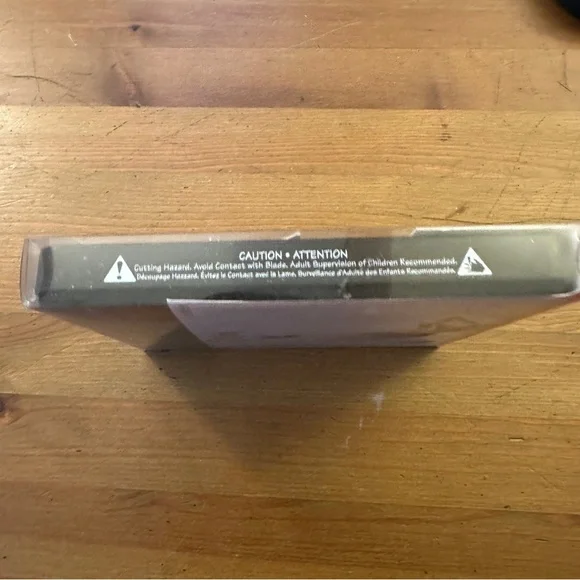 CAUTION • ATTENTION
Cutting Hazard. Avoid Contact with Blade. Adult Supervision of Children Recommended.
Découpage Hazzard. Évitez le Contact avec la Lame. Surveillance d'Adulte des Enfants Recommandée.